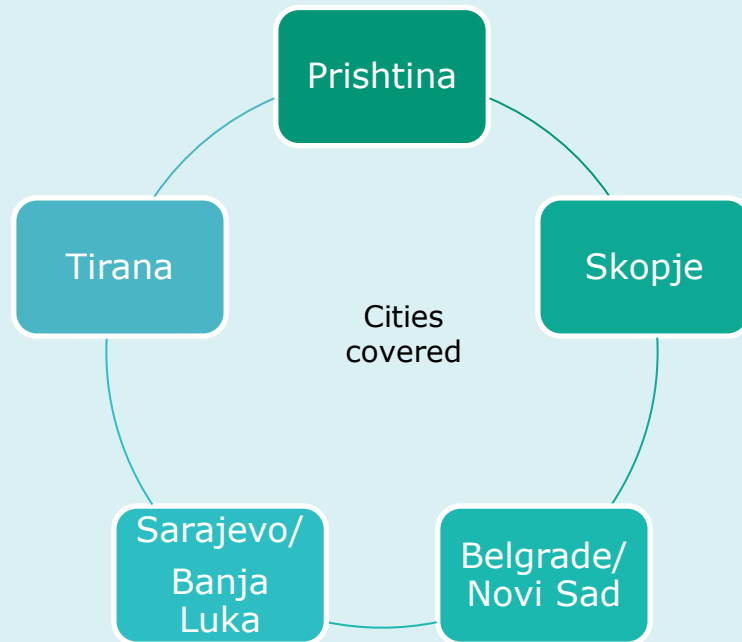 Prishtina
Tirana
Skopje
Cities
covered
Sarajevo/
Banja
Luka
Belgrade/
Novi Sad